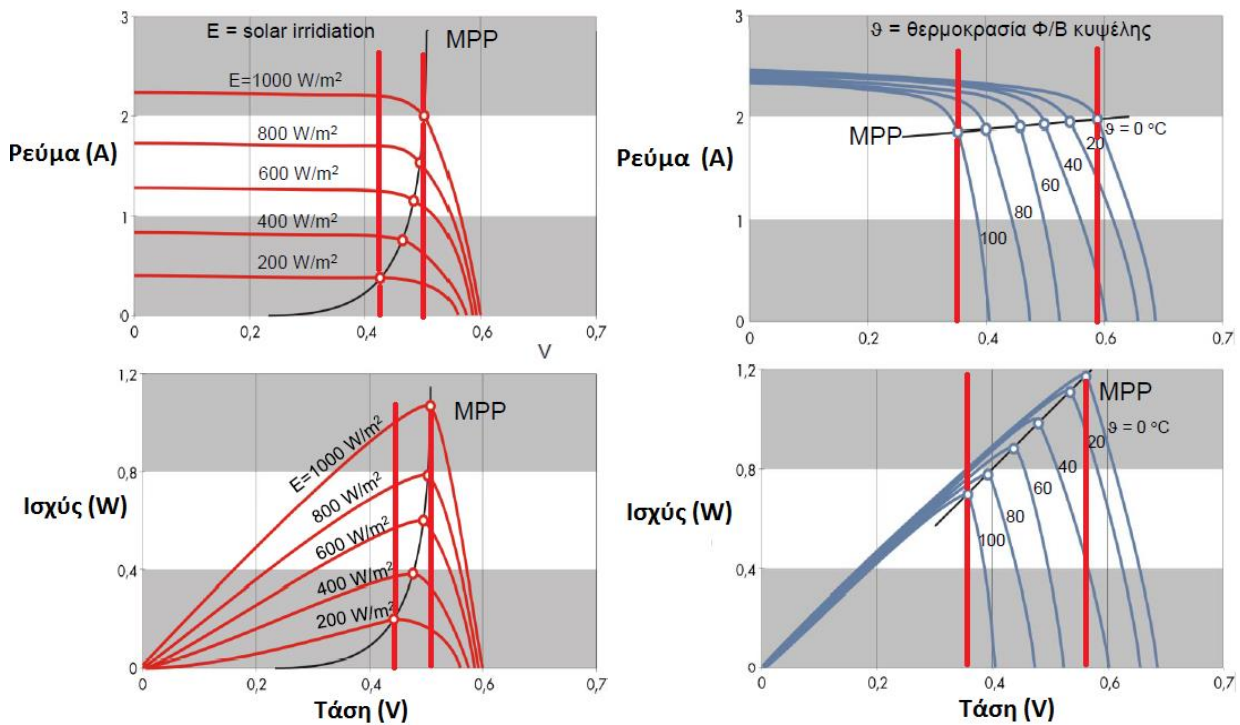 3
E = solar irridiation
MPP
E=1000 W/m²
2
800 W/m²
Ρεύμα (Α)
600 W/m²
1
400 W/m²
200 W/m²
0
0 0,2 0,4 0,6 0,7
V
3
ϑ = θερμοκρασία Φ/Β κυψέλης
2
MPP
ϑ = 0 °C
Ρεύμα (Α)
20
40
60
80
100
1
0
0 0,2 0,4 0,6 0,7
1,2
MPP
E=1000 W/m²
0,8
800 W/m²
Ισχύς (W)
600 W/m²
0,4
400 W/m²
200 W/m²
0
0 0,2 0,4 0,6 0,7
Τάση (V)
1,2
MPP
ϑ = 0 °C
20
0,8
40
60
Ισχύς (W)
80
100
0,4
0
0 0,2 0,4 0,6 0,7
Τάση (V)